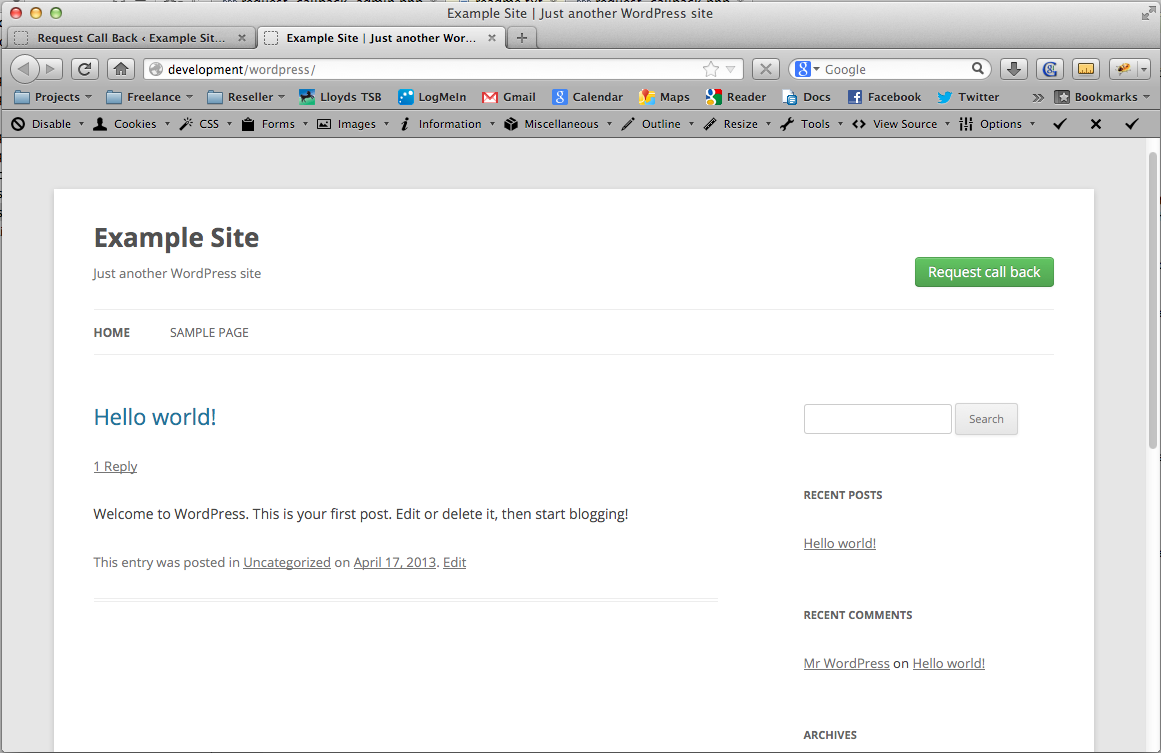 Example Site | Just another WordPress site
Request Call Back ‹ Example Sit...
Example Site | Just another Wor...
development/wordpress/
Google
Projects Freelance Reseller Lloyds TSB LogMeIn Gmail Calendar Maps Reader Docs Facebook Twitter Bookmarks
Disable Cookies CSS Forms Images Information Miscellaneous Outline Resize Tools View Source Options
Example Site
Just another WordPress site
Request call back
HOME SAMPLE PAGE
Hello world!
Search
1 Reply
RECENT POSTS
Welcome to WordPress. This is your first post. Edit or delete it, then start blogging!
Hello world!
This entry was posted in Uncategorized on April 17, 2013. Edit
RECENT COMMENTS
Mr WordPress on Hello world!
ARCHIVES